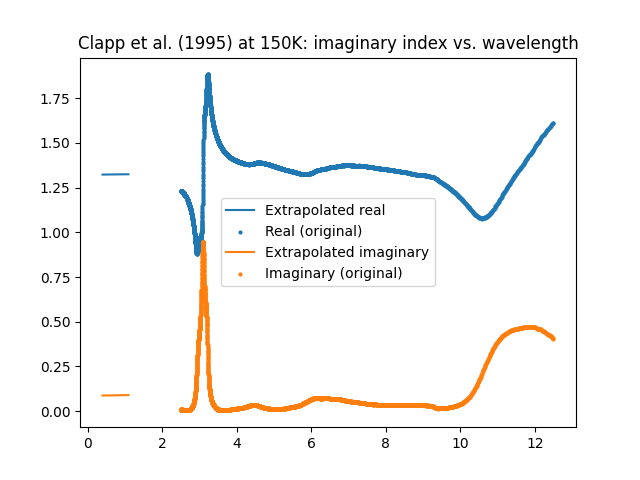 Clapp et al. (1995) at 150K: imaginary index vs. wavelength
1.75
1.50
1.25
1.00
0.75
0.50
0.25
0.00
Extrapolated real
Real (original)
Extrapolated imaginary
Imaginary (original)
0 2 4 6 8 10 12